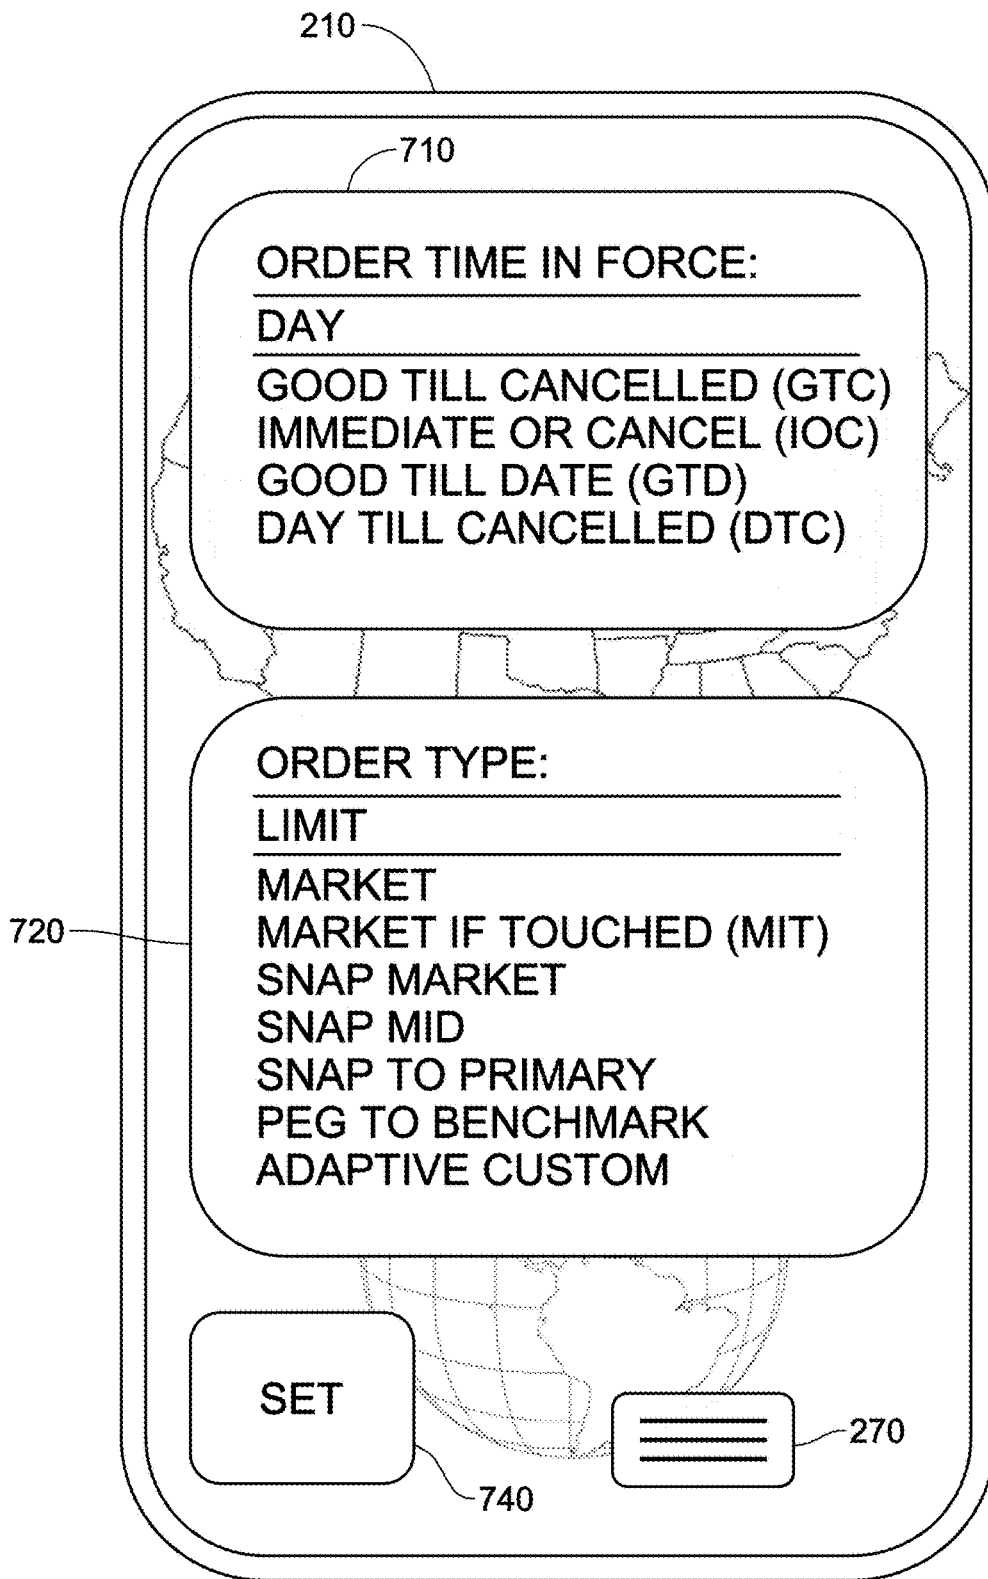 210
710
ORDER TIME IN FORCE:
DAY
GOOD TILL CANCELLED (GTC)
IMMEDIATE OR CANCEL (IOC)
GOOD TILL DATE (GTD)
DAY TILL CANCELLED (DTC)
ORDER TYPE:
LIMIT
MARKET
720
MARKET IF TOUCHED (MIT)
SNAP MARKET
SNAP MID
SNAP TO PRIMARY
PEG TO BENCHMARK
ADAPTIVE CUSTOM
SET
270
740